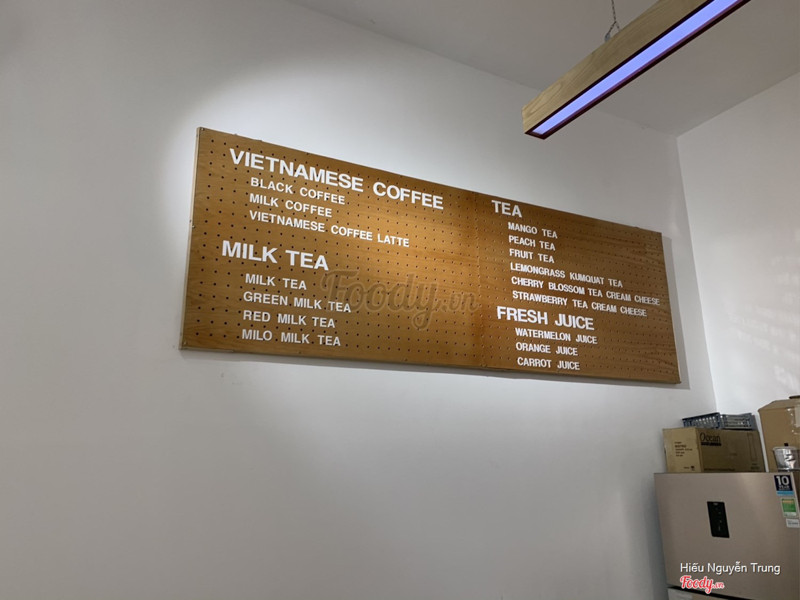 VIETNAMESE COFFEE
BLACK COFFEE
MILK COFFEE
VIETNAMESE COFFEE LATTE
MILK TEA
MILK TEA
GREEN MILK TEA
RED MILK TEA
MILO MILK TEA
TEA
MANGO TEA
PEACH TEA
FRUIT TEA
LEMONGRASS KUMQUAT TEA
CHERRY BLOSSOM TEA CREAM CHEESE
STRAWBERRY TEA CREAM CHEESE
FRESH JUICE
WATERMELON JUICE
ORANGE JUICE
CARROT JUICE
Foody.vn
Ocean
10
Hiếu Nguyễn Trung
Foody.vn